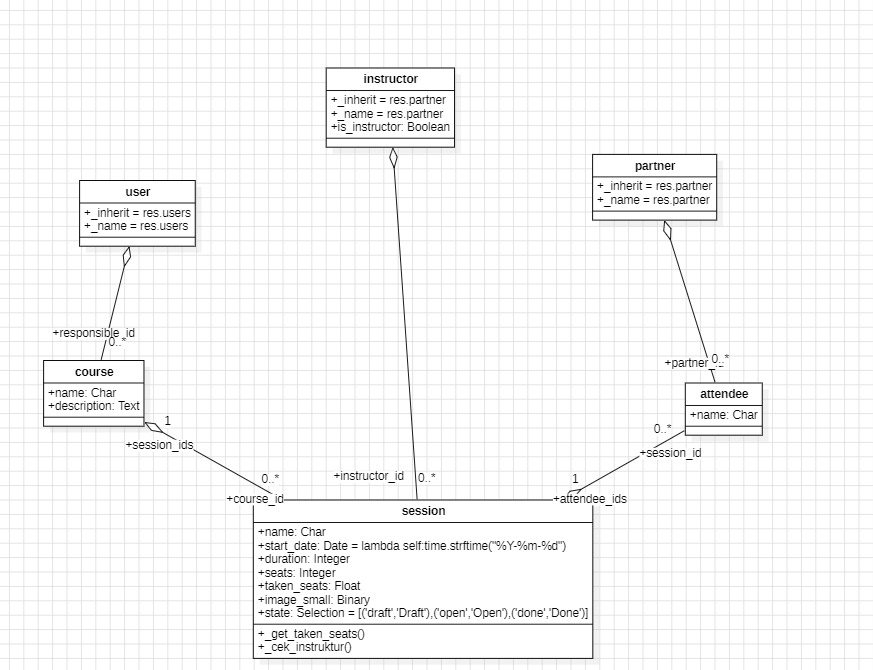 instructor
+_inherit = res.partner
+_name = res.partner
+is_instructor: Boolean
partner
+_inherit = res.partner
+_name = res.partner
user
+_inherit = res.users
+_name = res.users
+responsible_id
0..*
course
+name: Char
+description: Text
1
+session_ids
0..*
+course_id
+instructor_id
0..*
+partner
0..*
attendee
+name: Char
0..*
+session_id
1
+attendee_ids
session
+name: Char
+start_date: Date = lambda self:time.strftime("%Y-%m-%d")
+duration: Integer
+seats: Integer
+taken_seats: Float
+image_small: Binary
+state: Selection = [('draft','Draft'),('open','Open'),('done','Done')]
+_get_taken_seats()
+_cek_instruktur()